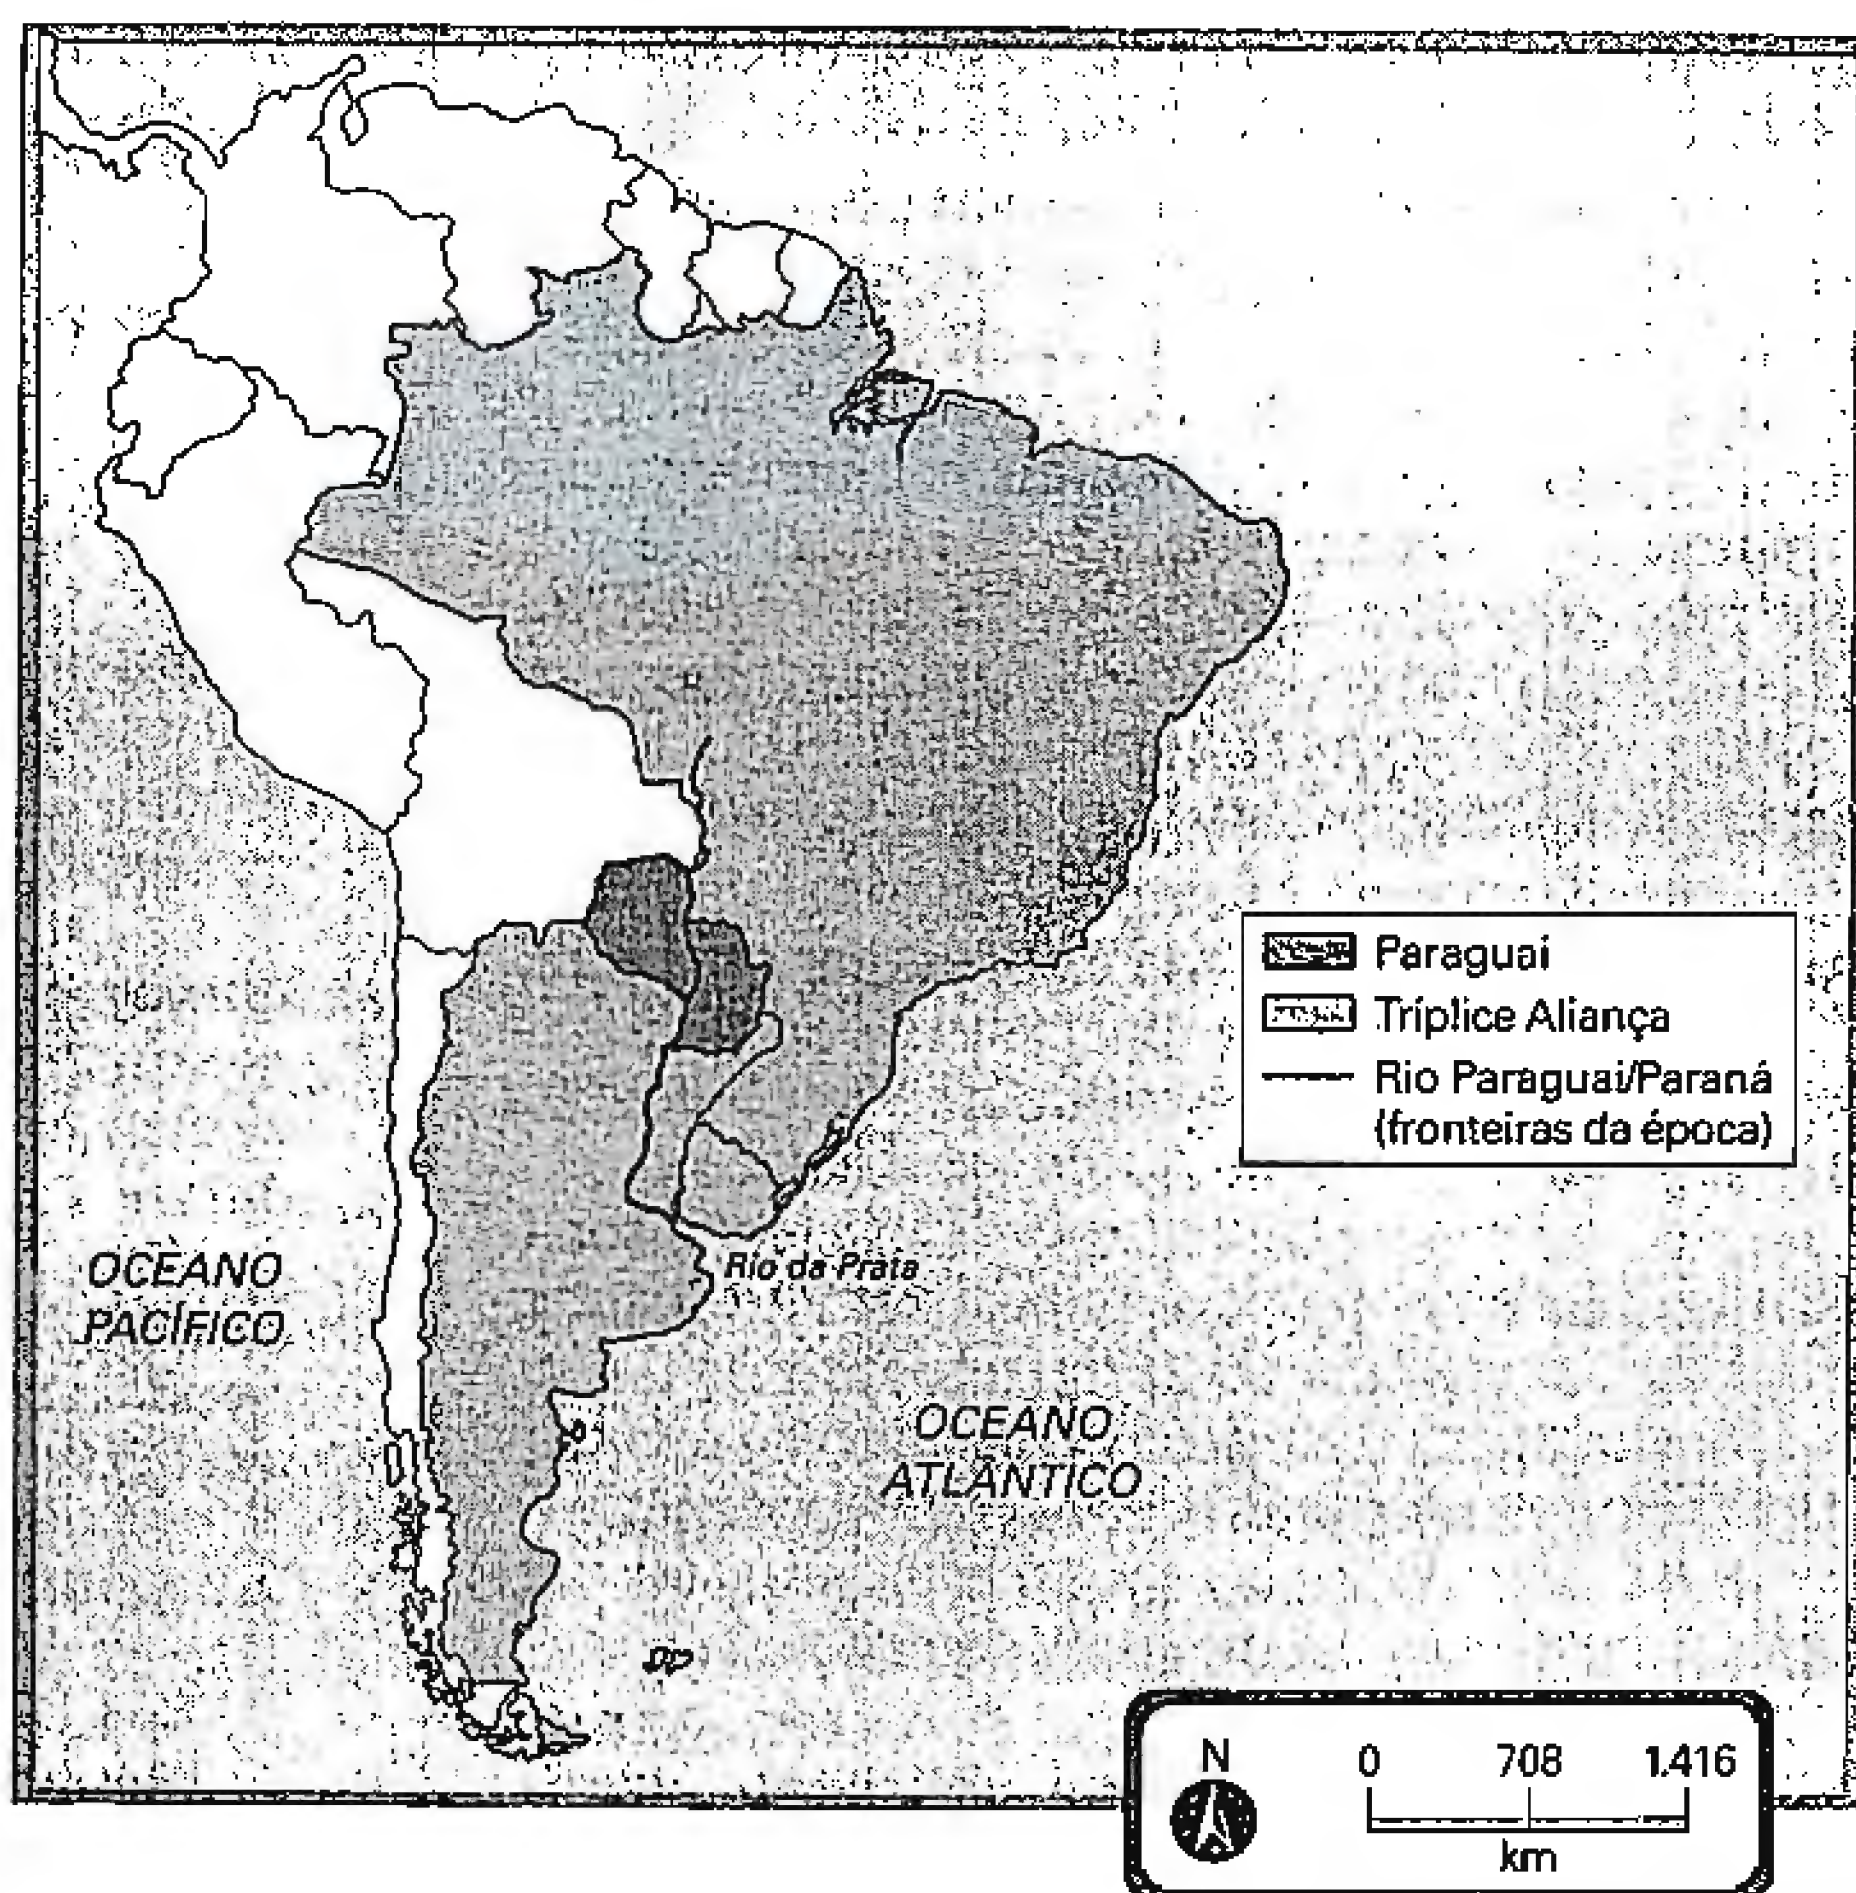 Paraguai
Tríplice Aliança
Rio Paraguai/Paraná
(fronteiras da época)
OCEANO
PACÍFICO
Rio da Prata
OCEANO
ATLÂNTICO
N
0 708 1.416
km